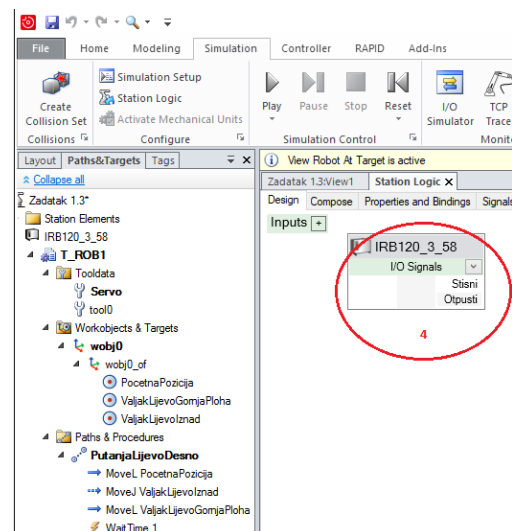 File Home Modeling Simulation Controller RAPID Add-Ins
Create Collision Set
Simulation Setup
Station Logic
Activate Mechanical Units
Play Pause Stop Reset
I/O Simulator
TCP Trace
Collisions Configure Simulation Control Monito
Layout Paths&Targets Tags
View Robot At Target is active
Collapse all
Zadatak 1.3:View1 Station Logic X
Zadatak 1.3*
Design Compose Properties and Bindings Signals
Station Elements
Inputs +
IRB120_3_58
IRB120_3_58
T_ROB1
I/O Signals
Tooldata
Stisni
Servo
Otpusti
tool0
Workobjects & Targets
4
wobj0
wobj0_of
PocetnaPozicija
ValjakLijevoGornjaPloha
ValjakLijevoIznad
Paths & Procedures
PutanjaLijevoDesno
MoveL PocetnaPozicija
MoveJ ValjakLijevoIznad
MoveL ValjakLijevoGornjaPloha
WaitTime 1